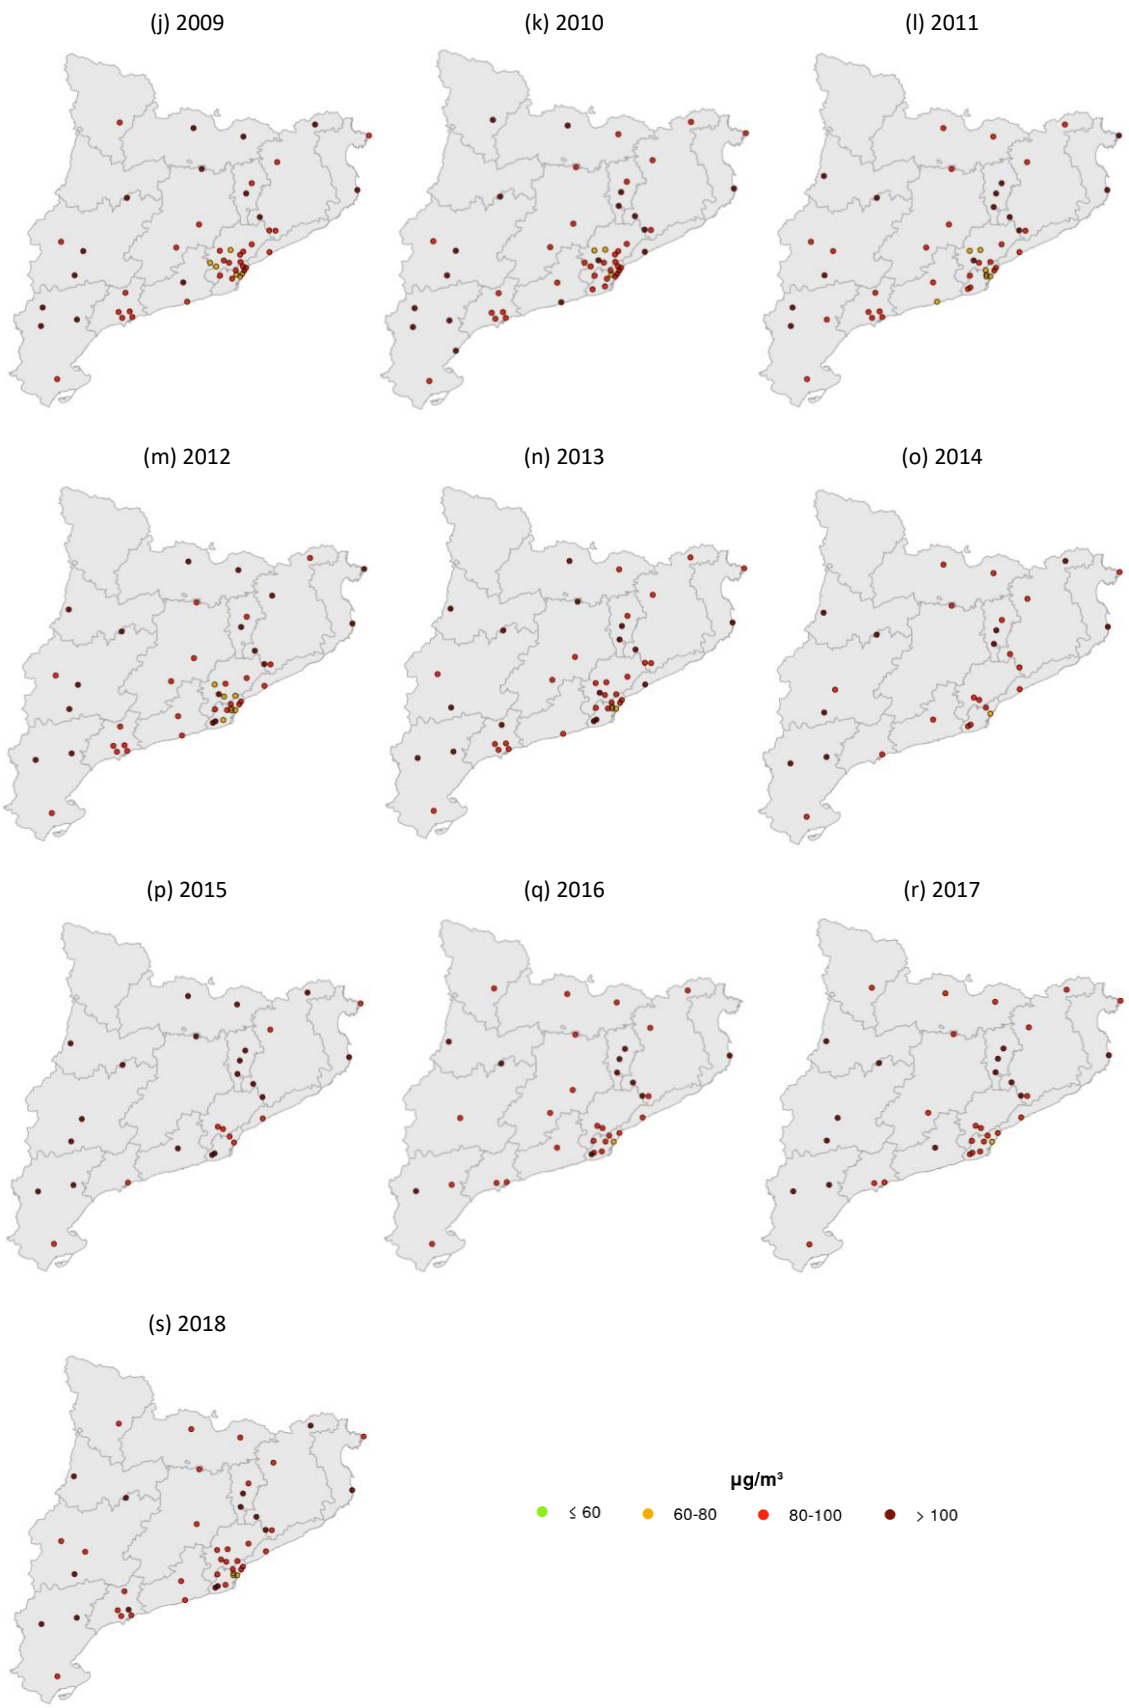 (j) 2009
(k) 2010
(l) 2011
(m) 2012
(n) 2013
(o) 2014
(p) 2015
(q) 2016
(r) 2017
(s) 2018
µg/m³
≤ 60
60-80
80-100
> 100